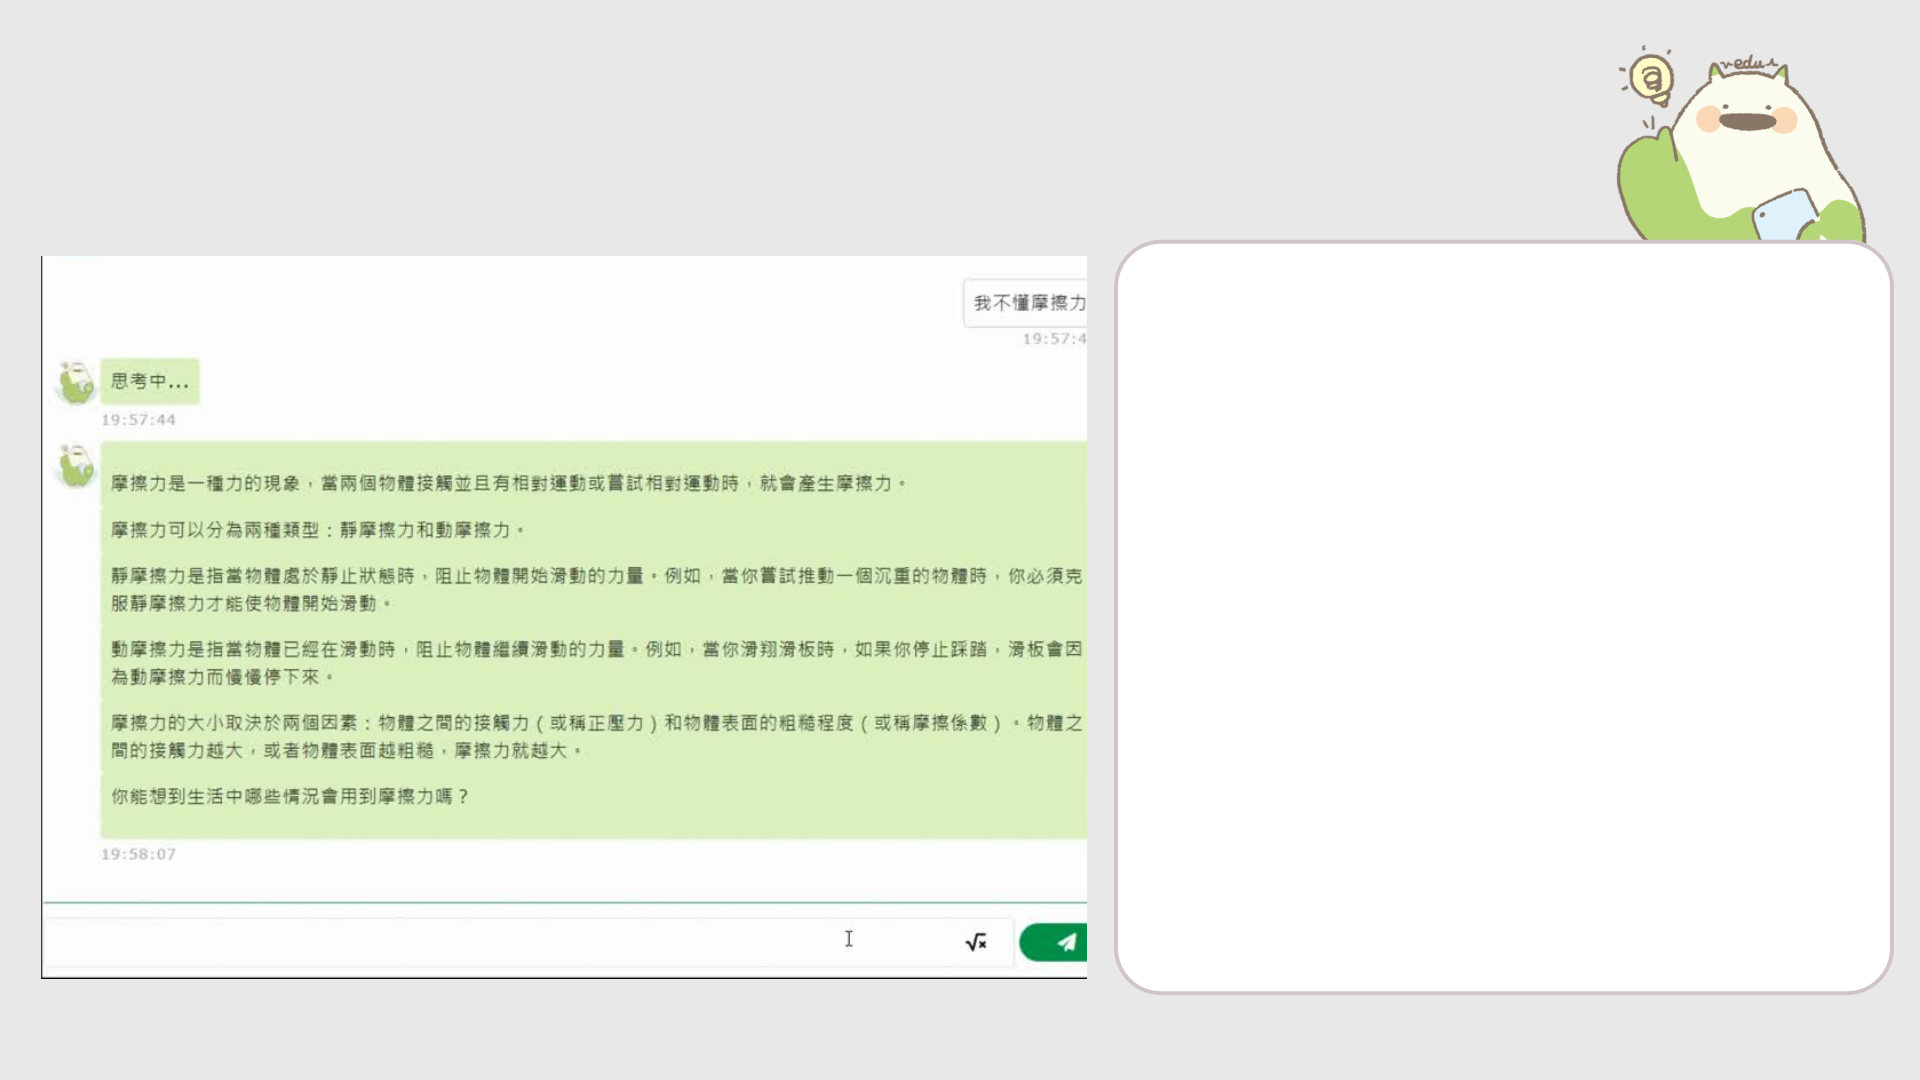 vedur
我不懂摩擦力
19:57:4
思考中...
19:57:44
摩擦力是一種力的現象，當兩個物體接觸並且有相對運動或嘗試相對運動時，就會產生摩擦力。
摩擦力可以分為兩種類型：靜摩擦力和動摩擦力。
靜摩擦力是指當物體處於靜止狀態時，阻止物體開始滑動的力量。例如，當你嘗試推動一個沉重的物體時，你必須克
服靜摩擦力才能使物體開始滑動。
動摩擦力是指當物體已經在滑動時，阻止物體繼續滑動的力量。例如，當你滑翔滑板時，如果你停止踩踏，滑板會因
為動摩擦力而慢慢停下來。
摩擦力的大小取決於兩個因素：物體之間的接觸力（或稱正壓力）和物體表面的粗糙程度（或稱摩擦係數）。物體之
間的接觸力越大，或者物體表面越粗糙，摩擦力就越大。
你能想到生活中哪些情況會用到摩擦力嗎？
19:58:07
√x